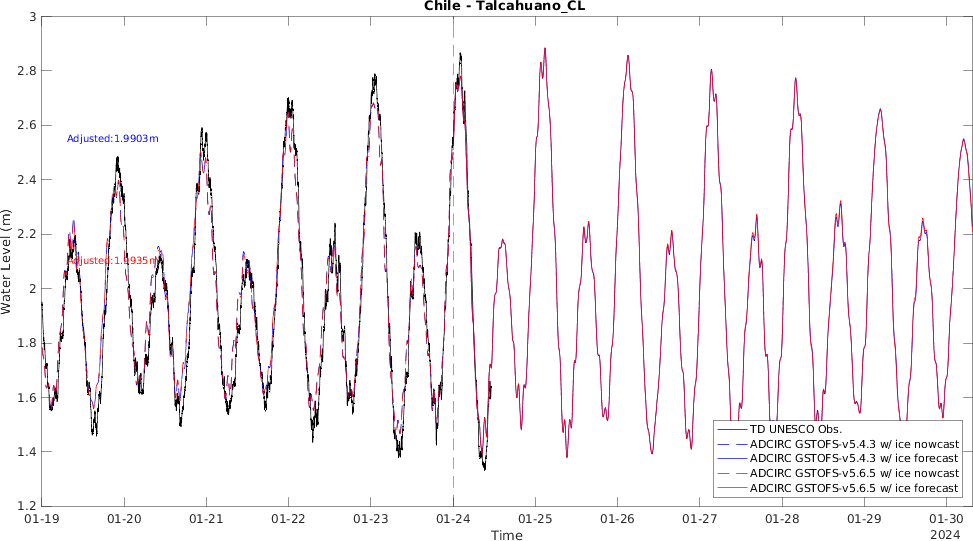 Chile - Talcahuano_CL
3
2.8
2.6
2.4
2.2
2
1.8
1.6
1.4
1.2
Water Level (m)
Adjusted:1.9903m
Adjusted:1.9935m
TD UNESCO Obs.
ADCIRC GSTOFS-v5.4.3 w/ ice nowcast
ADCIRC GSTOFS-v5.4.3 w/ ice forecast
ADCIRC GSTOFS-v5.6.5 w/ ice nowcast
ADCIRC GSTOFS-v5.6.5 w/ ice forecast
01-19 01-20 01-21 01-22 01-23 01-24 01-25 01-26 01-27 01-28 01-29 01-30
2024
Time